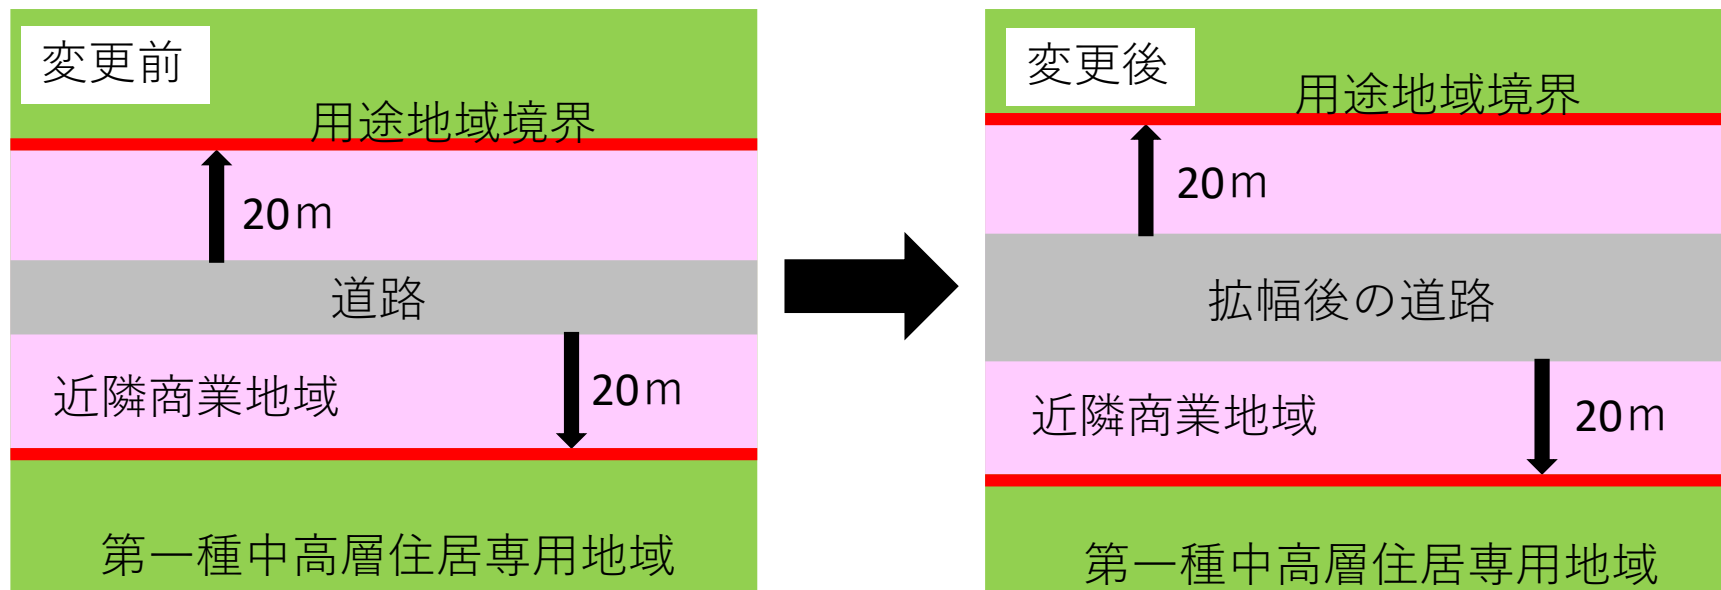 変更前
用途地域境界
20ｍ
道路
近隣商業地域
20ｍ
第一種中高層住居専用地域
変更後
用途地域境界
20ｍ
拡幅後の道路
近隣商業地域
20ｍ
第一種中高層住居専用地域